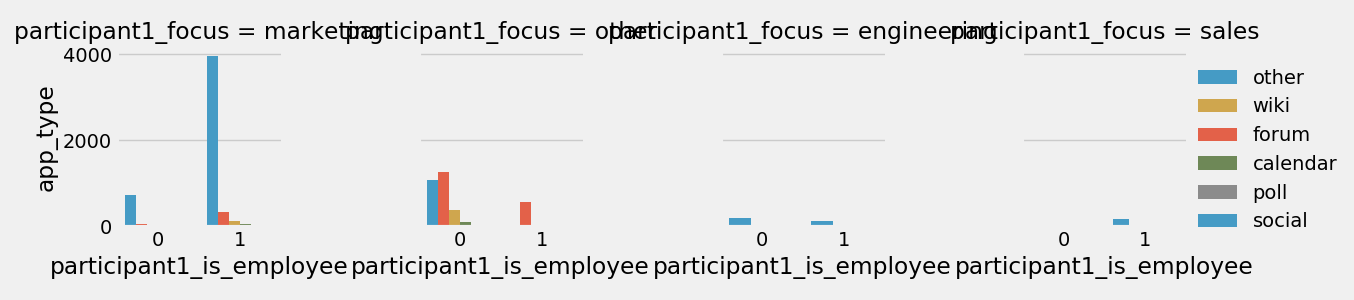 participant1_focus = marketing
participant1_focus = other
participant1_focus = engineering
participant1_focus = sales
4000
2000
0
app_type
0 1
0 1
0 1
0 1
participant1_is_employee
participant1_is_employee
participant1_is_employee
participant1_is_employee
other
wiki
forum
calendar
poll
social